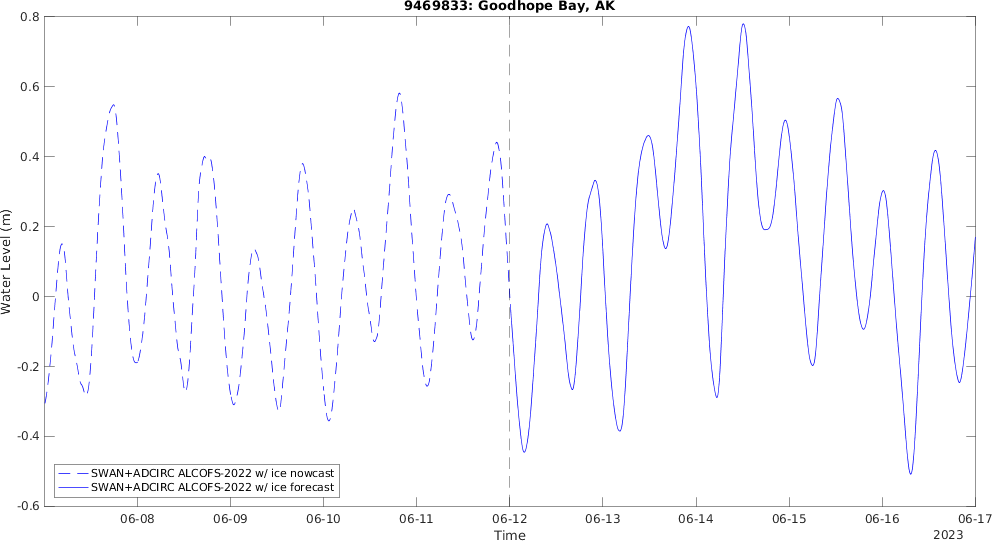 9469833: Goodhope Bay, AK
Water Level (m)
0.8
0.6
0.4
0.2
0
-0.2
-0.4
-0.6
SWAN+ADCIRC ALCOFS-2022 w/ ice nowcast
SWAN+ADCIRC ALCOFS-2022 w/ ice forecast
06-08 06-09 06-10 06-11 06-12 06-13 06-14 06-15 06-16 06-17
Time
2023